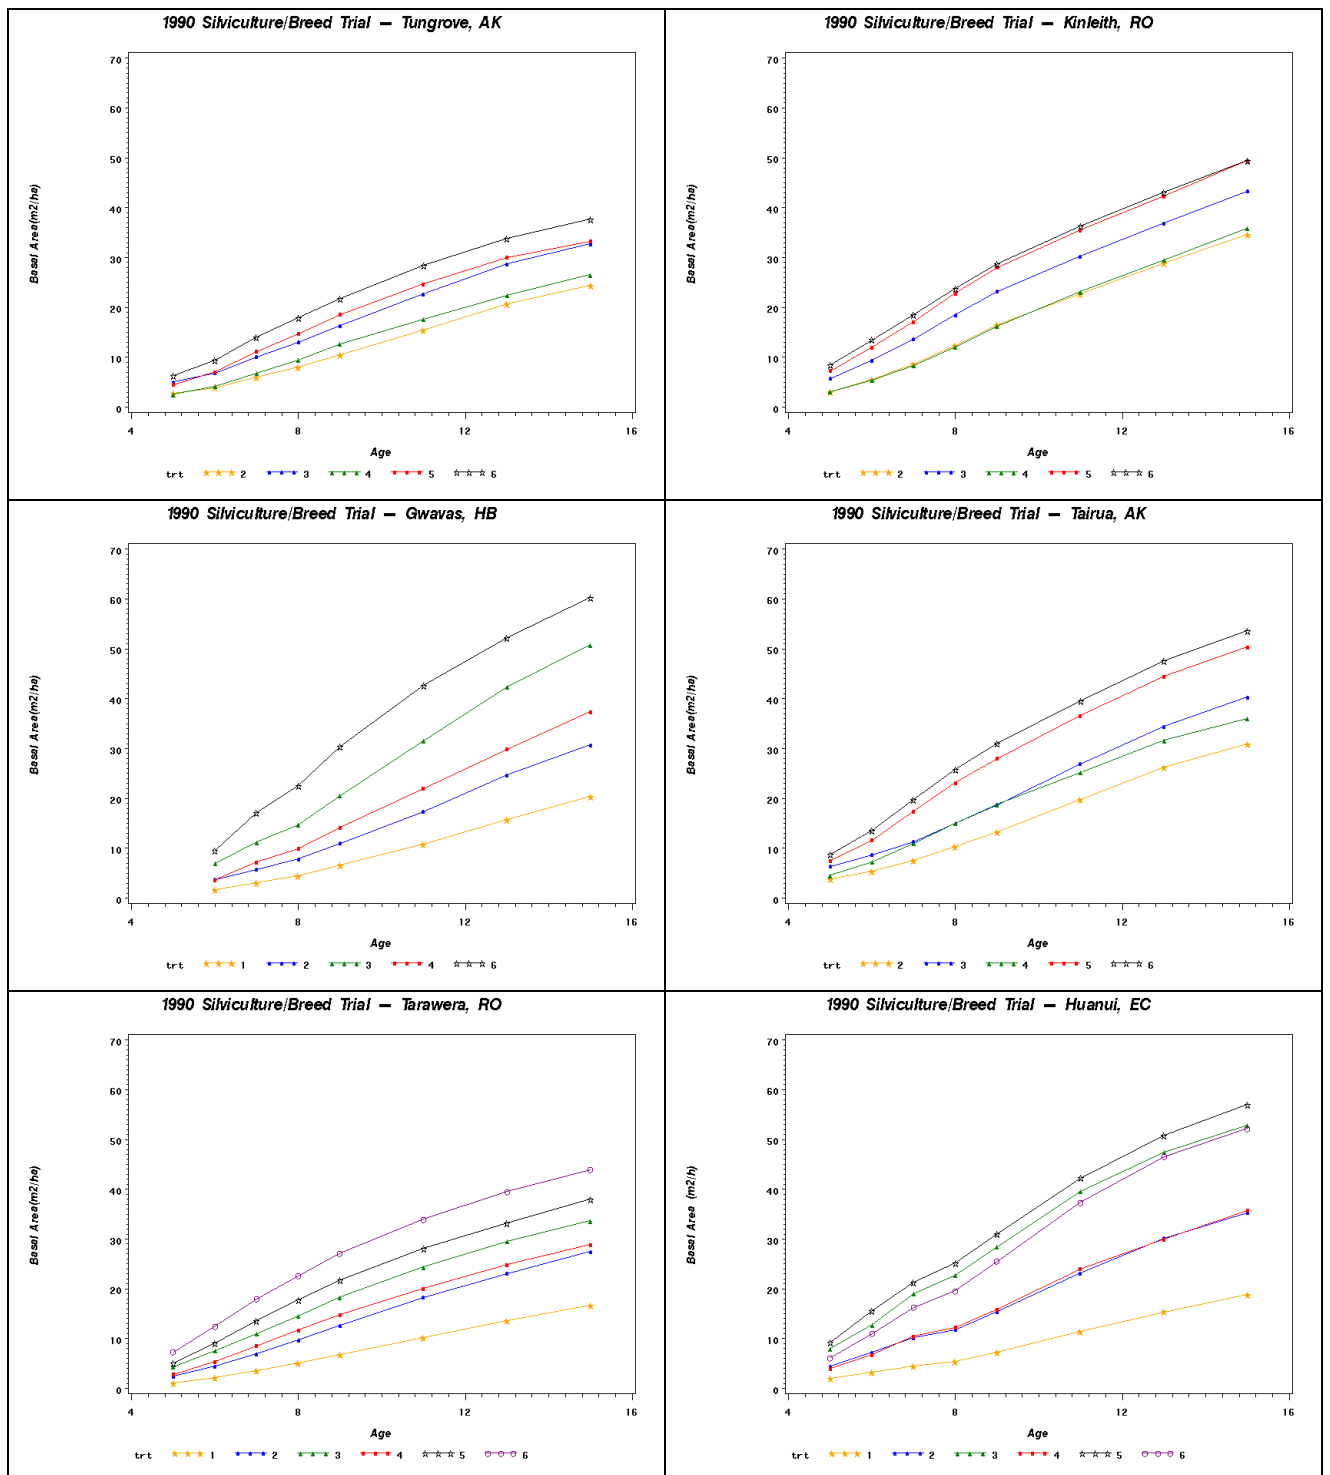 1990 Silviculture/Breed Trial – Tungrove, AK
70
60
50
40
30
20
10
0
Basal Area(m2/ha)
4 8 12 16
Age
trt 2 3 4 5 6
1990 Silviculture/Breed Trial – Kinleith, RO
70
60
50
40
30
20
10
0
Basal Area(m2/ha)
4 8 12 16
Age
trt 2 3 4 5 6
1990 Silviculture/Breed Trial – Gwavas, HB
70
60
50
40
30
20
10
0
Basal Area(m2/ha)
4 8 12 16
Age
trt 1 2 3 4 6
1990 Silviculture/Breed Trial – Tairua, AK
70
60
50
40
30
20
10
0
Basal Area(m2/ha)
4 8 12 16
Age
trt 2 3 4 5 6
1990 Silviculture/Breed Trial – Tarawera, RO
70
60
50
40
30
20
10
0
Basal Area(m2/ha)
4 8 12 16
Age
trt 1 2 3 4 5 6
1990 Silviculture/Breed Trial – Huanui, EC
70
60
50
40
30
20
10
0
Basal Area (m2/h)
4 8 12 16
Age
trt 1 2 3 4 5 6